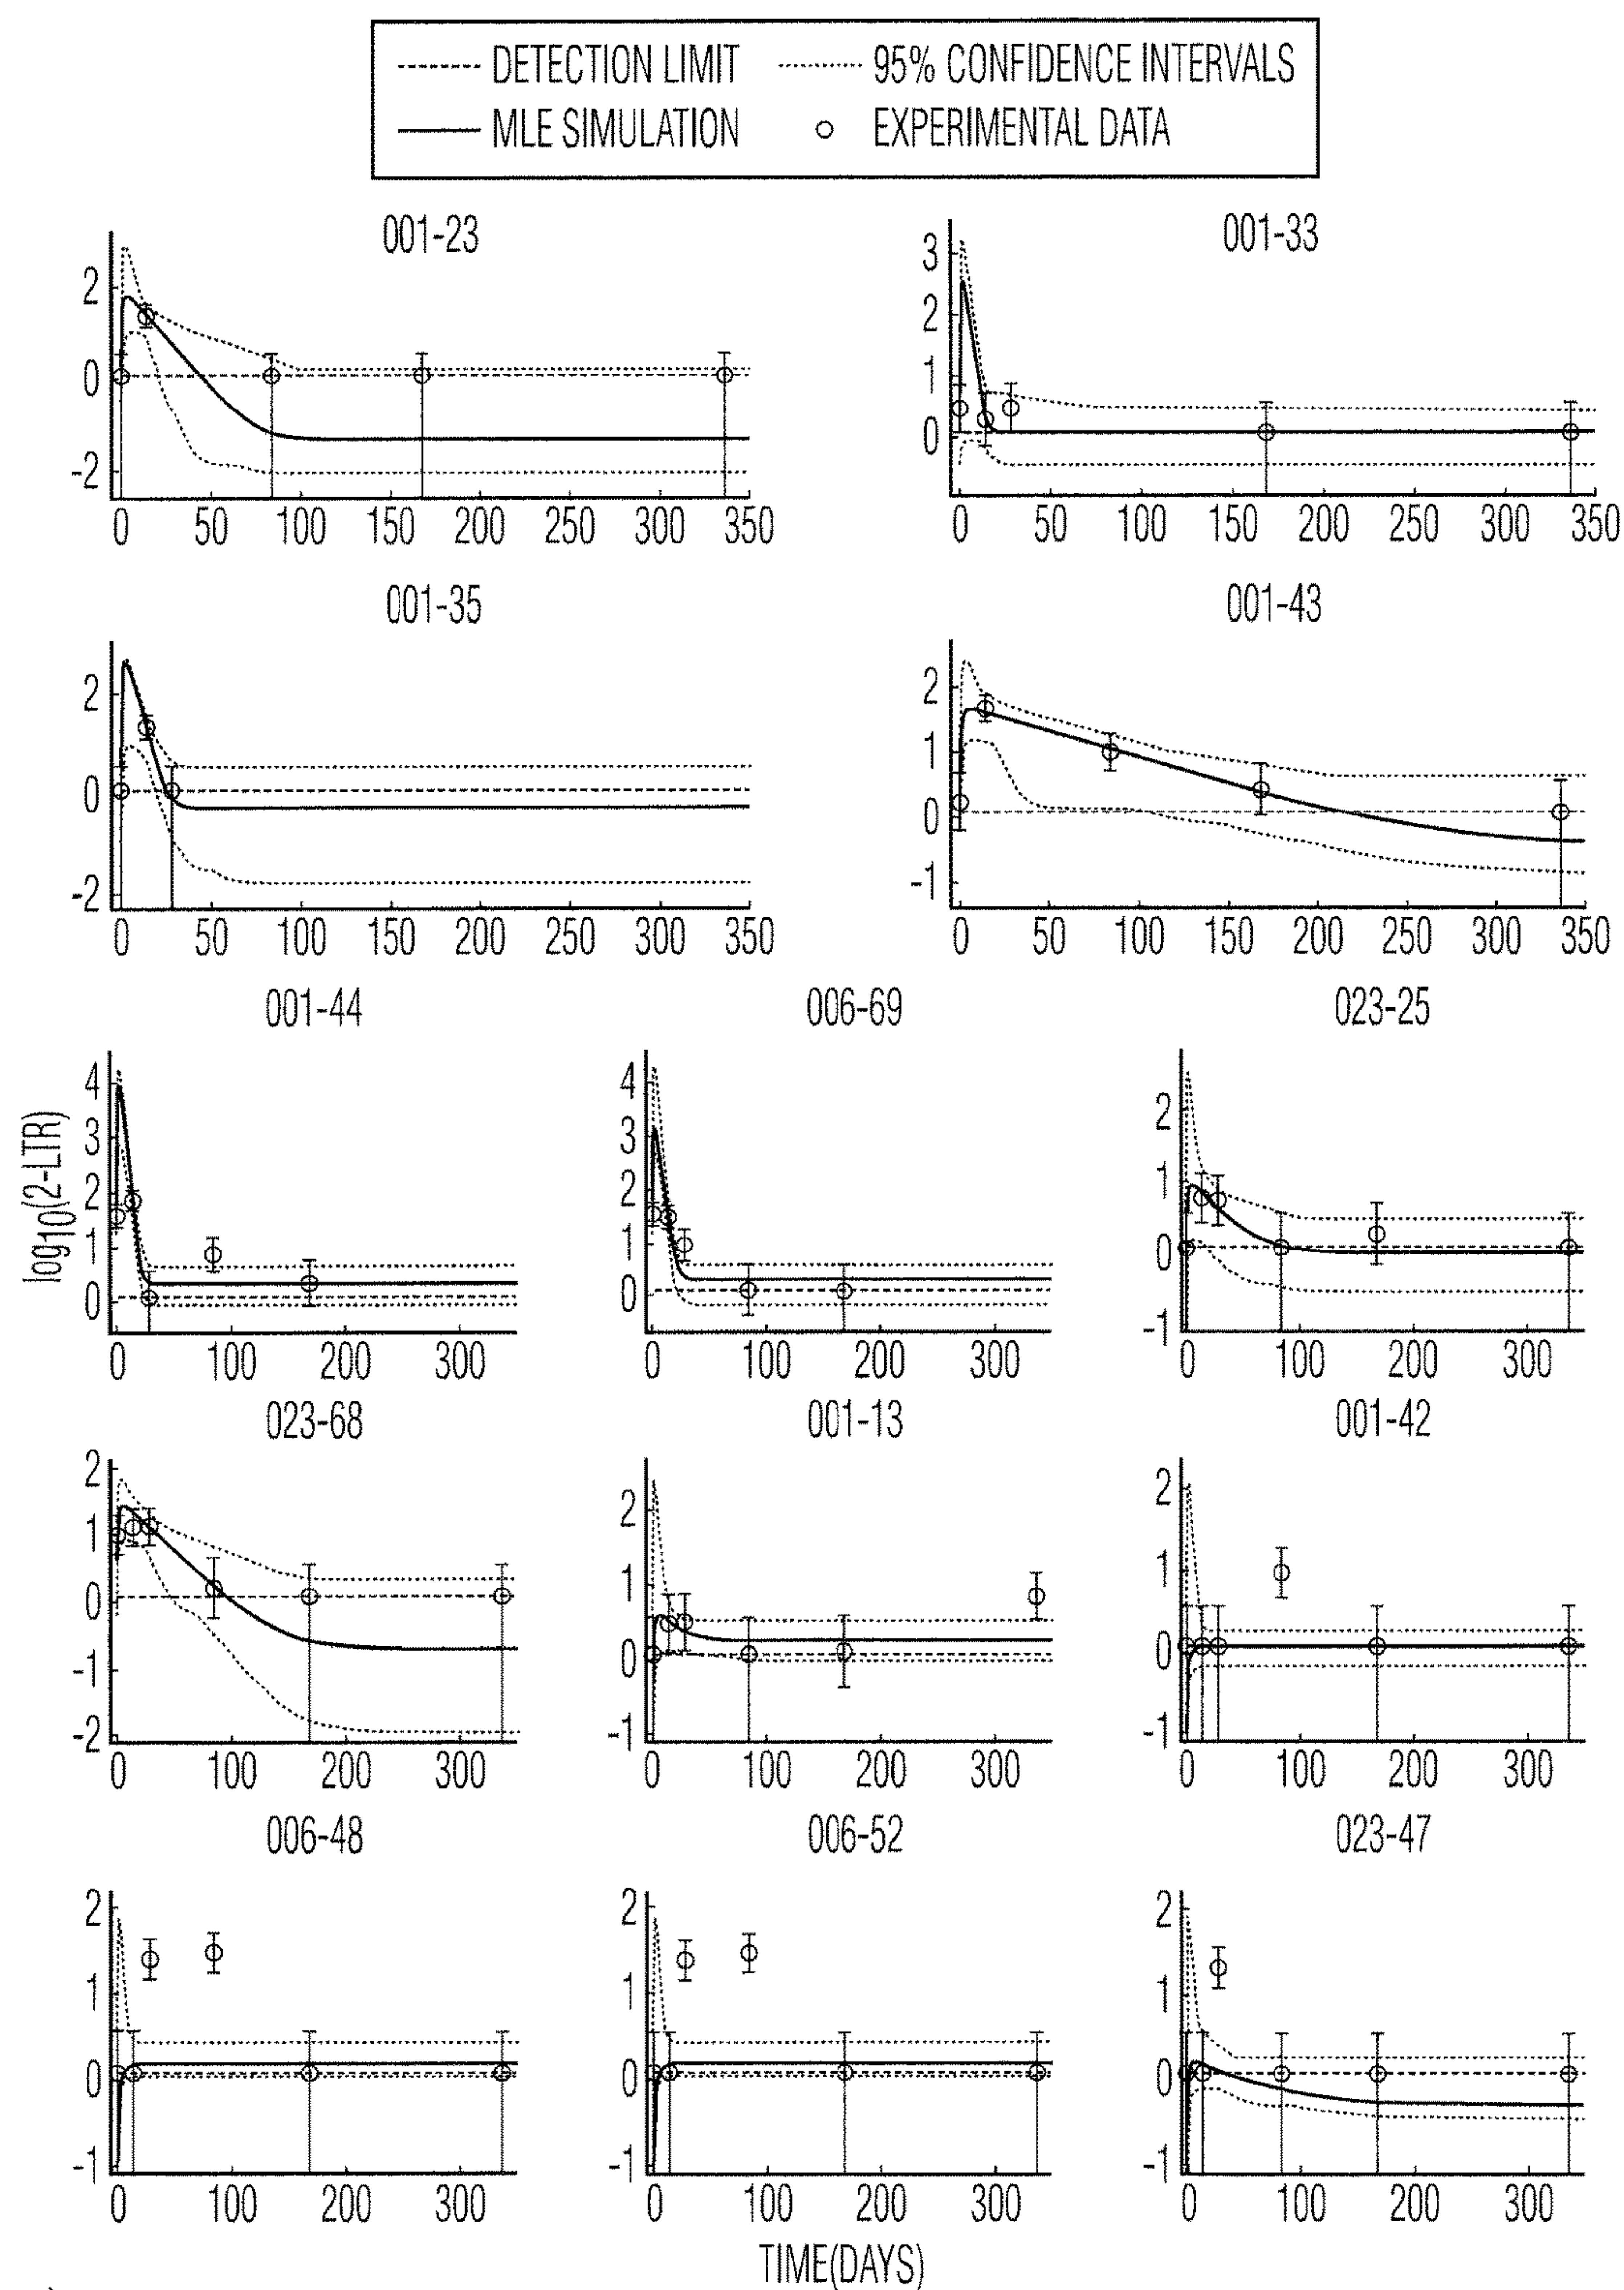 DETECTION LIMIT 95% CONFIDENCE INTERVALS
MLE SIMULATION EXPERIMENTAL DATA
001-23 001-33
2
0
-2
0 50 100 150 200 250 300 350
3
2
1
0
0 50 100 150 200 250 300 350
001-35 001-43
2
0
-2
0 50 100 150 200 250 300 350
2
1
0
-1
0 50 100 150 200 250 300 350
001-44 006-69 023-25
log10(2-LTR)
4
3
2
1
0
0 100 200 300
4
3
2
1
0
0 100 200 300
2
1
0
-1
0 100 200 300
023-68 001-13 001-42
2
1
0
-1
-2
0 100 200 300
2
1
0
-1
0 100 200 300
2
1
0
-1
0 100 200 300
006-48 006-52 023-47
2
1
0
-1
0 100 200 300
2
1
0
-1
0 100 200 300
2
1
0
-1
0 100 200 300
TIME(DAYS)